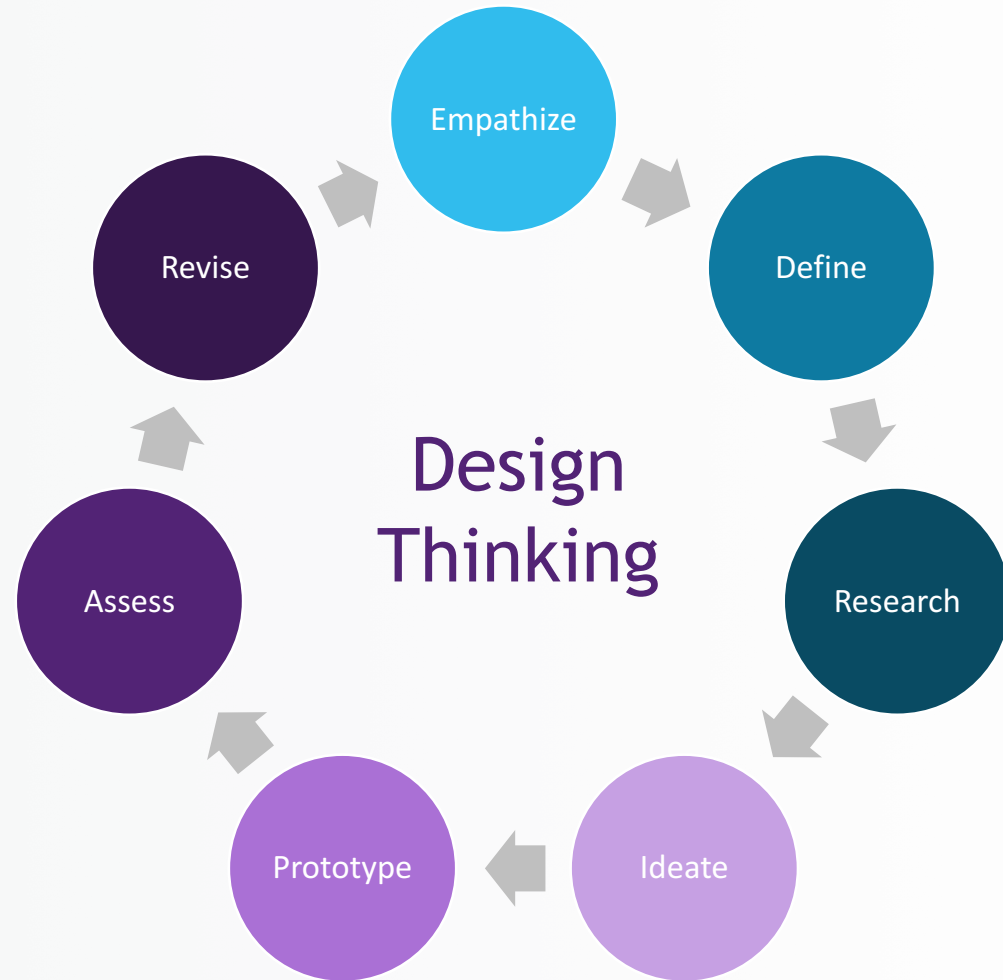 Empathize
Define
Research
Ideate
Prototype
Assess
Revise
Design
Thinking